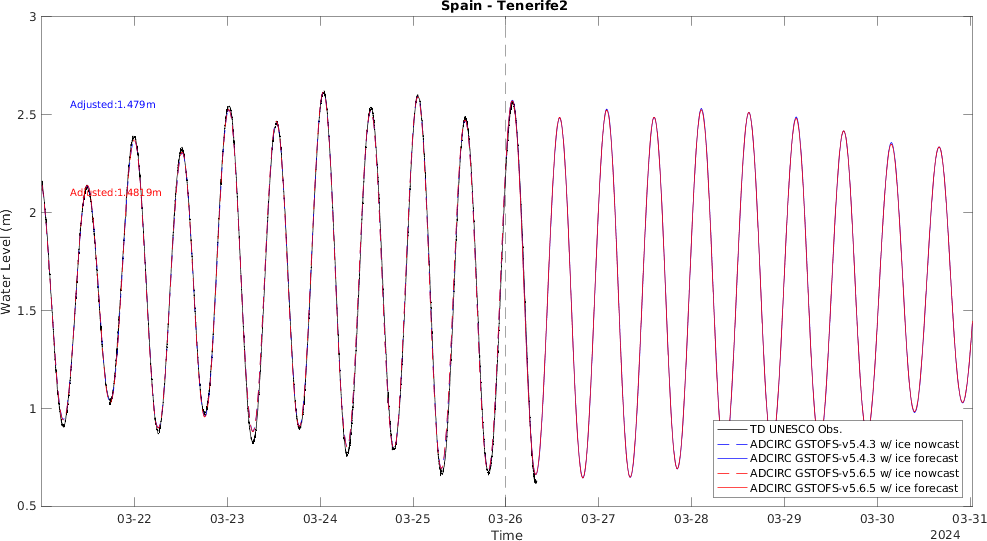 Spain - Tenerife2
3
2.5
2
1.5
1
0.5
Water Level (m)
Adjusted:1.479m
Adjusted:1.4819m
TD UNESCO Obs.
ADCIRC GSTOFS-v5.4.3 w/ ice nowcast
ADCIRC GSTOFS-v5.4.3 w/ ice forecast
ADCIRC GSTOFS-v5.6.5 w/ ice nowcast
ADCIRC GSTOFS-v5.6.5 w/ ice forecast
03-22 03-23 03-24 03-25 03-26 03-27 03-28 03-29 03-30 03-31
Time
2024